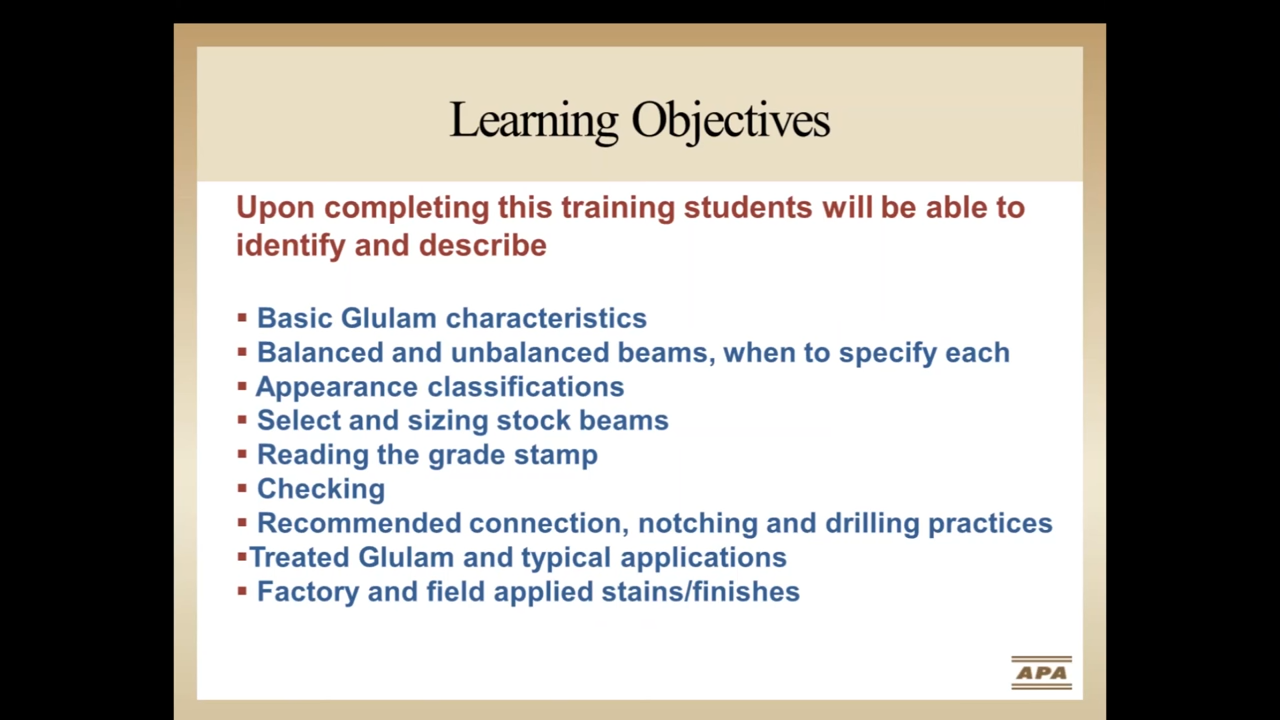 Learning Objectives
Upon completing this training students will be able to
identify and describe
▪ Basic Glulam characteristics
▪ Balanced and unbalanced beams, when to specify each
▪ Appearance classifications
▪ Select and sizing stock beams
▪ Reading the grade stamp
▪ Checking
▪ Recommended connection, notching and drilling practices
▪Treated Glulam and typical applications
▪ Factory and field applied stains/finishes
APA